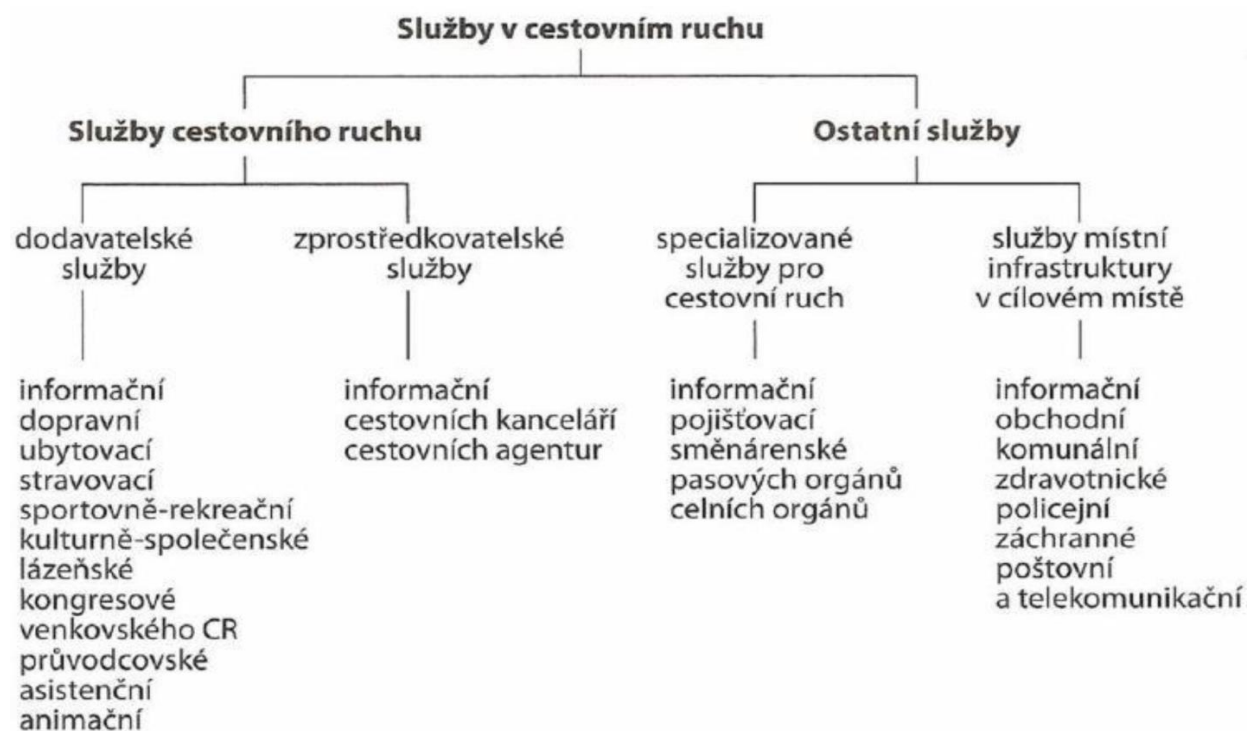 Služby v cestovním ruchu
Služby cestovního ruchu
Ostatní služby
dodavatelské
služby
zprostředkovatelské
služby
specializované
služby pro
cestovní ruch
služby místní
infrastruktury
v cílovém místě
informační
dopravní
ubytovací
stravovací
sportovně-rekreační
kulturně-společenské
lázeňské
kongresové
venkovského CR
průvodcovské
asistenční
animační
informační
cestovních kanceláří
cestovních agentur
informační
pojišťovací
směnárenské
pasových orgánů
celních orgánů
informační
obchodní
komunální
zdravotnické
policejní
záchranné
poštovní
a telekomunikační